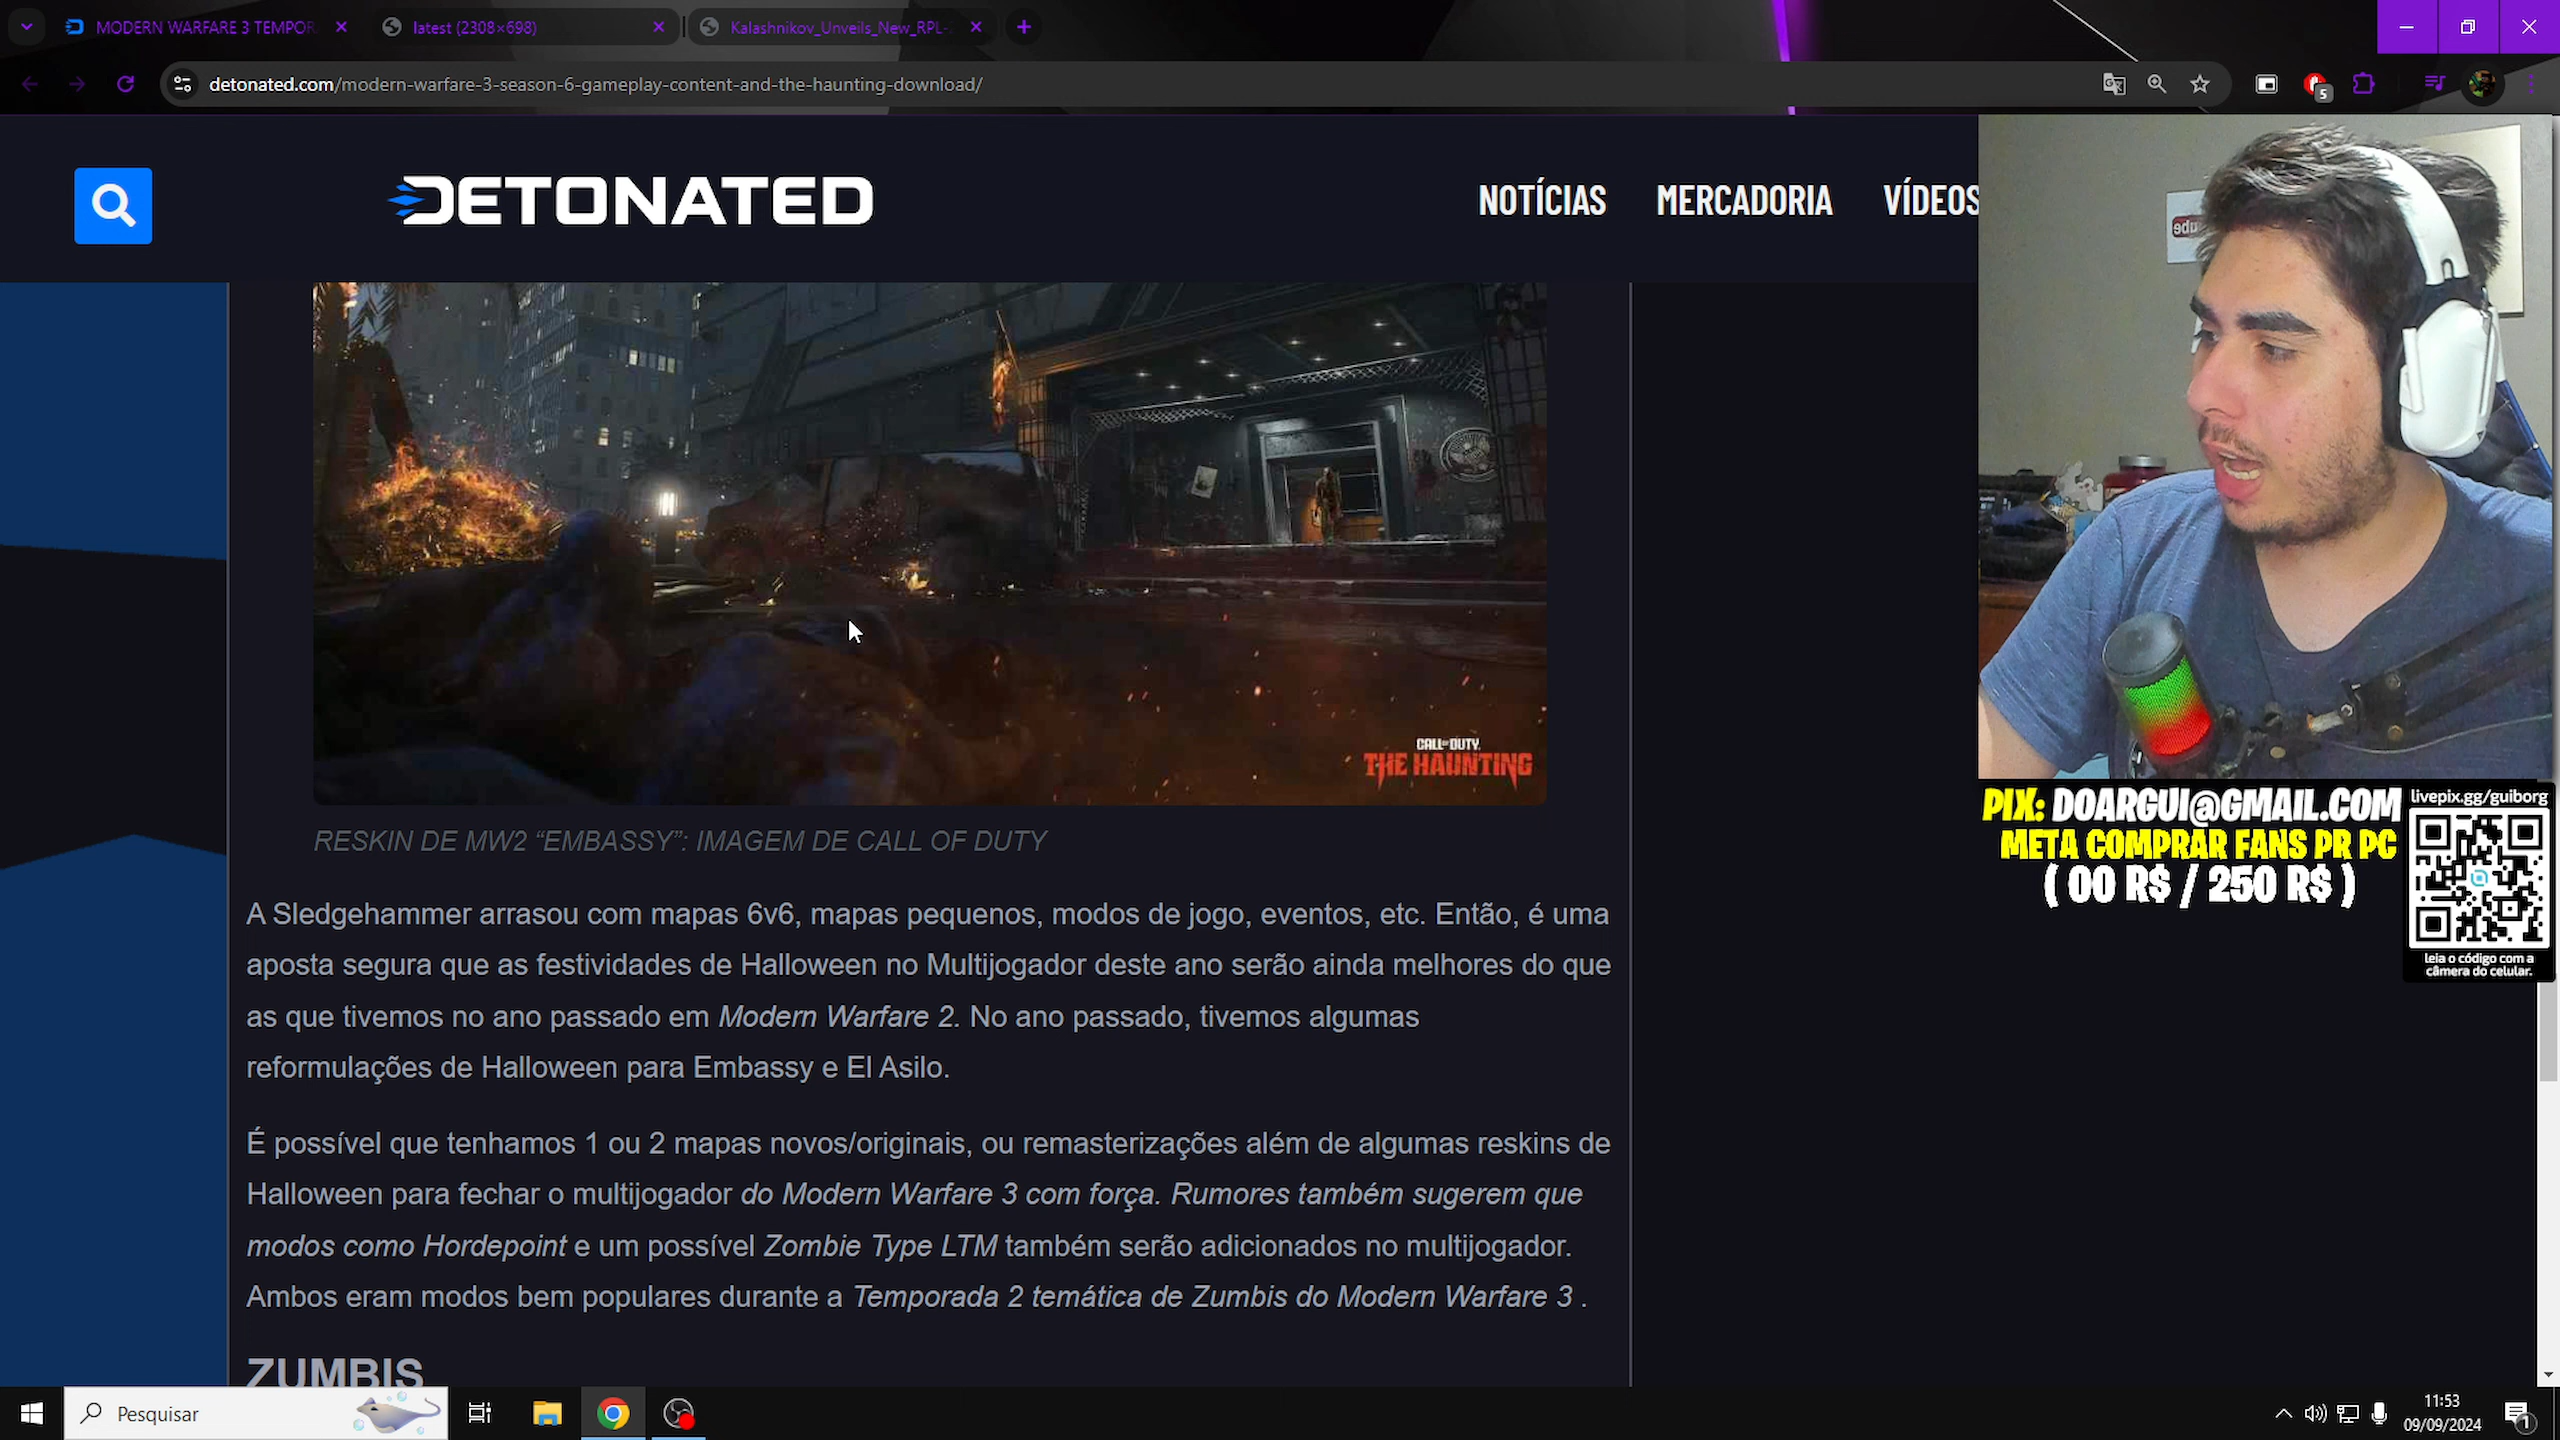 MODERN WARFARE 3 TEMPOR
latest (2308×698)
Kalashnikov_Unveils_New_RPL-
detonated.com/modern-warfare-3-season-6-gameplay-content-and-the-haunting-download/
5
DETONATED
NOTÍCIAS
MERCADORIA
VÍDEOS
CALL OF DUTY
THE HAUNTING
RESKIN DE MW2 “EMBASSY”: IMAGEM DE CALL OF DUTY
A Sledgehammer arrasou com mapas 6v6, mapas pequenos, modos de jogo, eventos, etc. Então, é uma
aposta segura que as festividades de Halloween no Multijogador deste ano serão ainda melhores do que
as que tivemos no ano passado em Modern Warfare 2. No ano passado, tivemos algumas
reformulações de Halloween para Embassy e El Asilo.
É possível que tenhamos 1 ou 2 mapas novos/originais, ou remasterizações além de algumas reskins de
Halloween para fechar o multijogador do Modern Warfare 3 com força. Rumores também sugerem que
modos como Hordepoint e um possível Zombie Type LTM também serão adicionados no multijogador.
Ambos eram modos bem populares durante a Temporada 2 temática de Zumbis do Modern Warfare 3 .
ZUMBIS
PIX: DOARGUI@GMAIL.COM
META COMPRAR FANS PR PC
( 00 R$ / 250 R$ )
livepix.gg/guiborg
leia o código com a
câmera do celular.
Pesquisar
11:53
09/09/2024
1